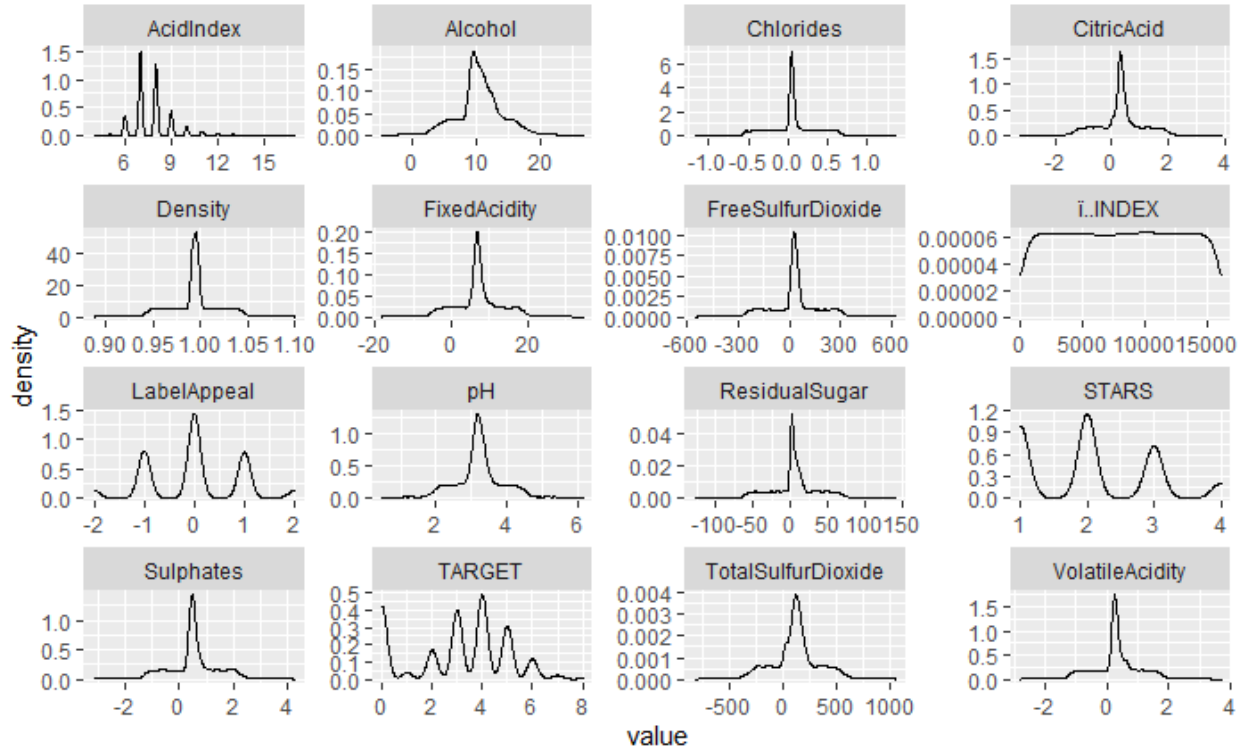 AcidIndex Alcohol Chlorides CitricAcid
1.5 1.0 0.5 0.0
0.15 0.10 0.05 0.00
6 4 2 0
1.5 1.0 0.5 0.0
6 9 12 15
0 10 20
-1.0 -0.5 0.0 0.5 1.0
-2 0 2 4
Density FixedAcidity FreeSulfurDioxide ï..INDEX
40 20 0
0.20 0.15 0.10 0.05 0.00
0.0100 0.0075 0.0050 0.0025 0.0000
0.00006 0.00004 0.00002 0.00000
0.90 0.95 1.00 1.05 1.10
-20 0 20
-600 -300 0 300 600
0 5000 10000 15000
density
LabelAppeal pH ResidualSugar STARS
1.5 1.0 0.5 0.0
1.0 0.5 0.0
0.04 0.02 0.00
1.2 0.9 0.6 0.3 0.0
-2 -1 0 1 2
2 4 6
-100 -50 0 50 100 150
1 2 3 4
Sulphates TARGET TotalSulfurDioxide VolatileAcidity
1.0 0.5 0.0
0.5 0.4 0.3 0.2 0.1 0.0
0.004 0.003 0.002 0.001 0.000
1.5 1.0 0.5 0.0
-2 0 2 4
0 2 4 6 8
-500 0 500 1000
-2 0 2 4
value